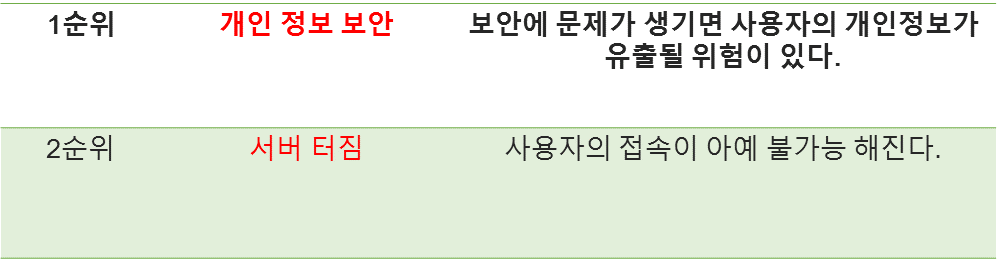 1순위 개인 정보 보안 보안에 문제가 생기면 사용자의 개인정보가
유출될 위험이 있다.
2순위 서버 터짐 사용자의 접속이 아예 불가능 해진다.